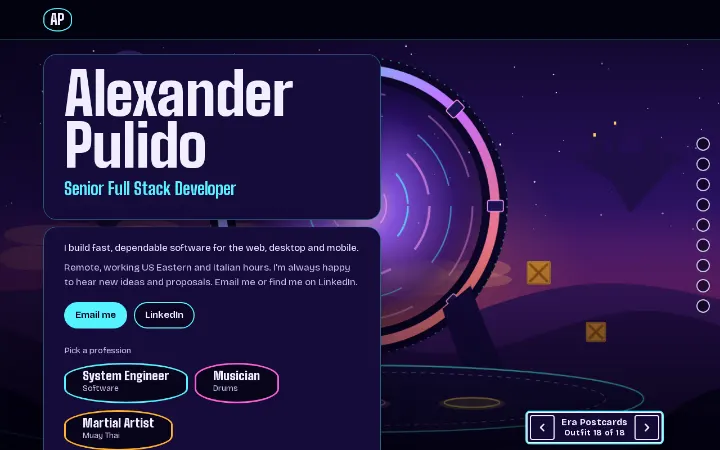 AP
Alexander
Pulido
Senior Full Stack Developer
I build fast, dependable software for the web, desktop and mobile.
Remote, working US Eastern and Italian hours. I'm always happy
to hear new ideas and proposals. Email me or find me on LinkedIn.
Email me
LinkedIn
Pick a profession
System Engineer
Software
Musician
Drums
Martial Artist
Muay Thai
Era Postcards
Outfit 18 of 18